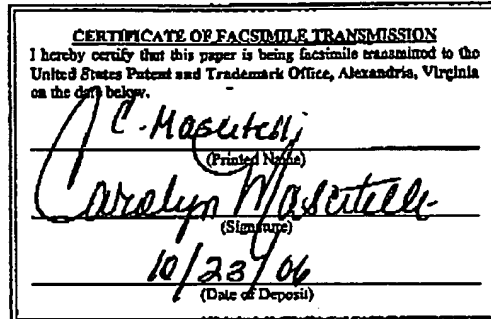 CERTIFICATE OF FACSIMILE TRANSMISSION
I hereby certify that this paper is being facsimile transmitted to the
United States Patent and Trademark Office, Alexandria, Virginia
on the date below.
C. Mascitelli
(Printed Name)
Carolyn Mascitelli
(Signature)
10/23/06
(Date of Deposit)